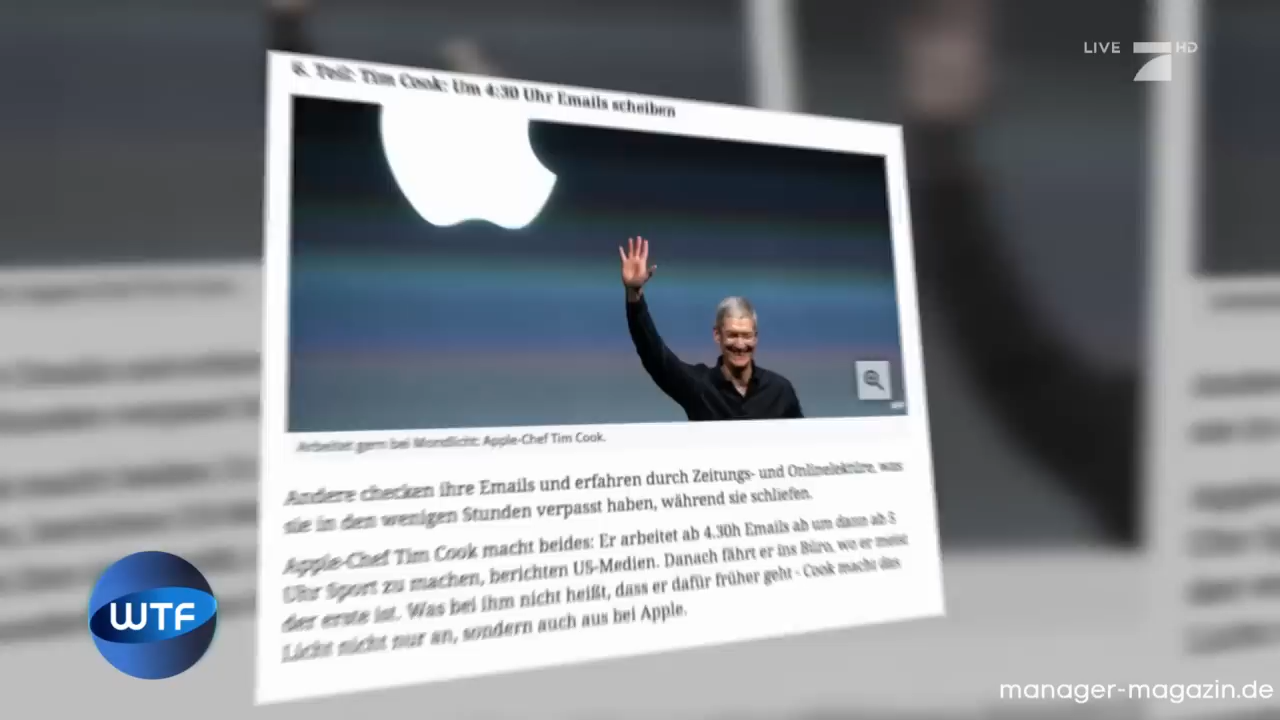 LIVE HD
6. Teil: Tim Cook: Um 4:30 Uhr Emails scheiben
Arbeitet gern bei Mondlicht: Apple-Chef Tim Cook.
Andere checken ihre Emails und erfahren durch Zeitungs- und Onlinelektüre, was
sie in den wenigen Stunden verpasst haben, während sie schliefen.
Apple-Chef Tim Cook macht beides: Er arbeitet ab 4.30h Emails ab um dann ab 5
Uhr Sport zu machen, berichten US-Medien. Danach fährt er ins Büro, wo er meist
der erste ist. Was bei ihm nicht heißt, dass er dafür früher geht - Cook macht das
Licht nicht nur an, sondern auch aus bei Apple.
WTF
manager-magazin.de